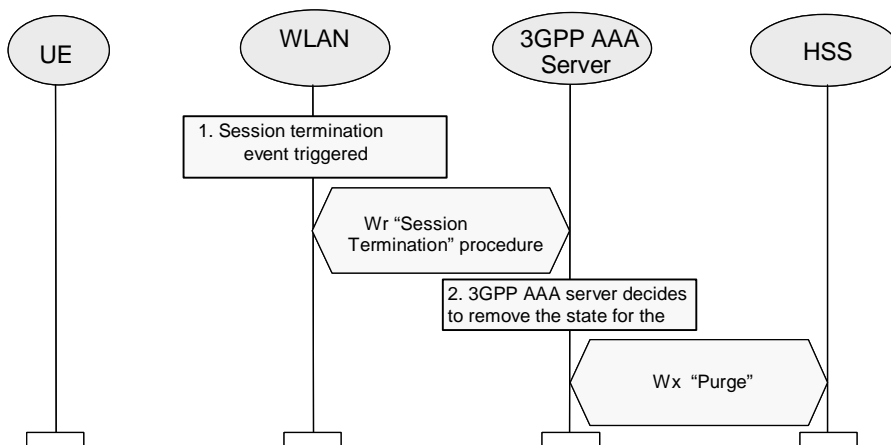 UE
WLAN
3GPP AAA
Server
HSS
1. Session termination
event triggered
Wr “Session
Termination” procedure
2. 3GPP AAA server decides
to remove the state for the
Wx “Purge”